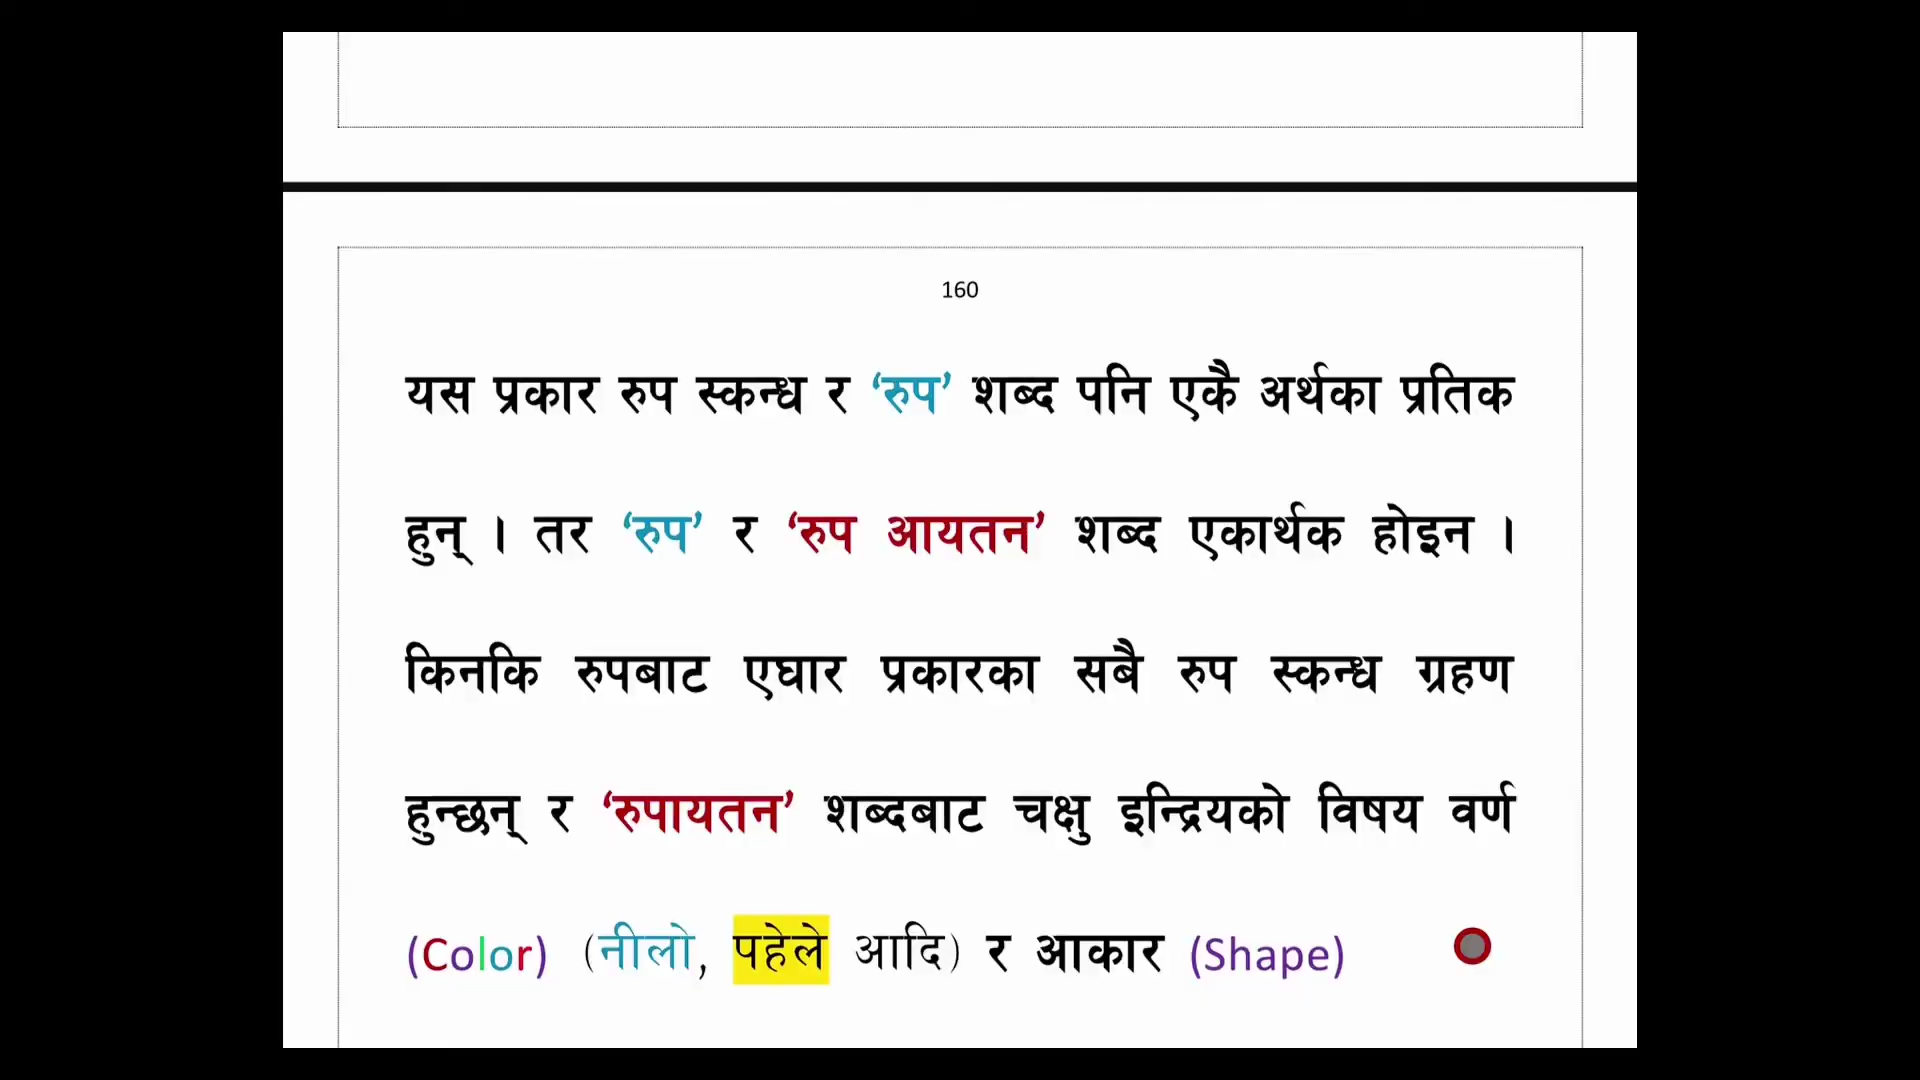 160
यस प्रकार रुप स्कन्ध र ‘रुप’ शब्द पनि एकै अर्थका प्रतिक
हुन् । तर ‘रुप’ र ‘रुप आयतन’ शब्द एकार्थक होइन ।
किनकि रुपबाट एघार प्रकारका सबै रुप स्कन्ध ग्रहण
हुन्छन् र ‘रुपायतन’ शब्दबाट चक्षु इन्द्रियको विषय वर्ण
(Color) (नीलो, पहेले आदि) र आकार (Shape)